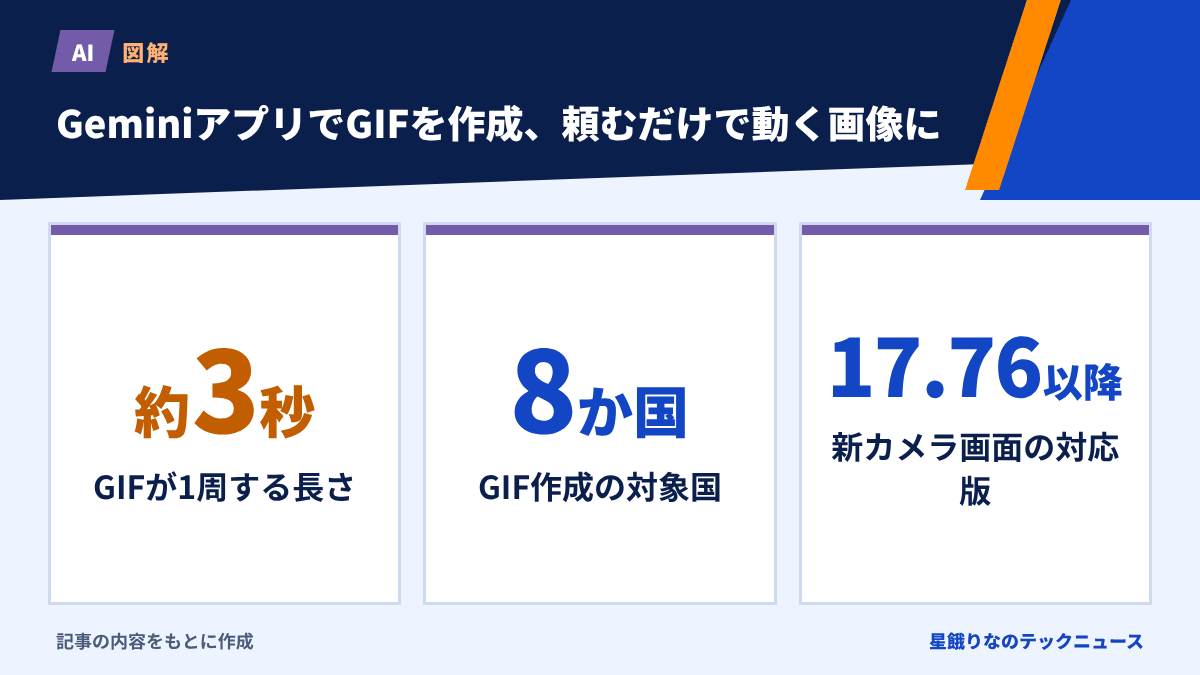 AI 図解
GeminiアプリでGIFを作成、頼むだけで動く画像に
約3秒
GIFが1周する長さ
8か国
GIF作成の対象国
17.76以降
新カメラ画面の対応
版
記事の内容をもとに作成
星餓りなのテックニュース